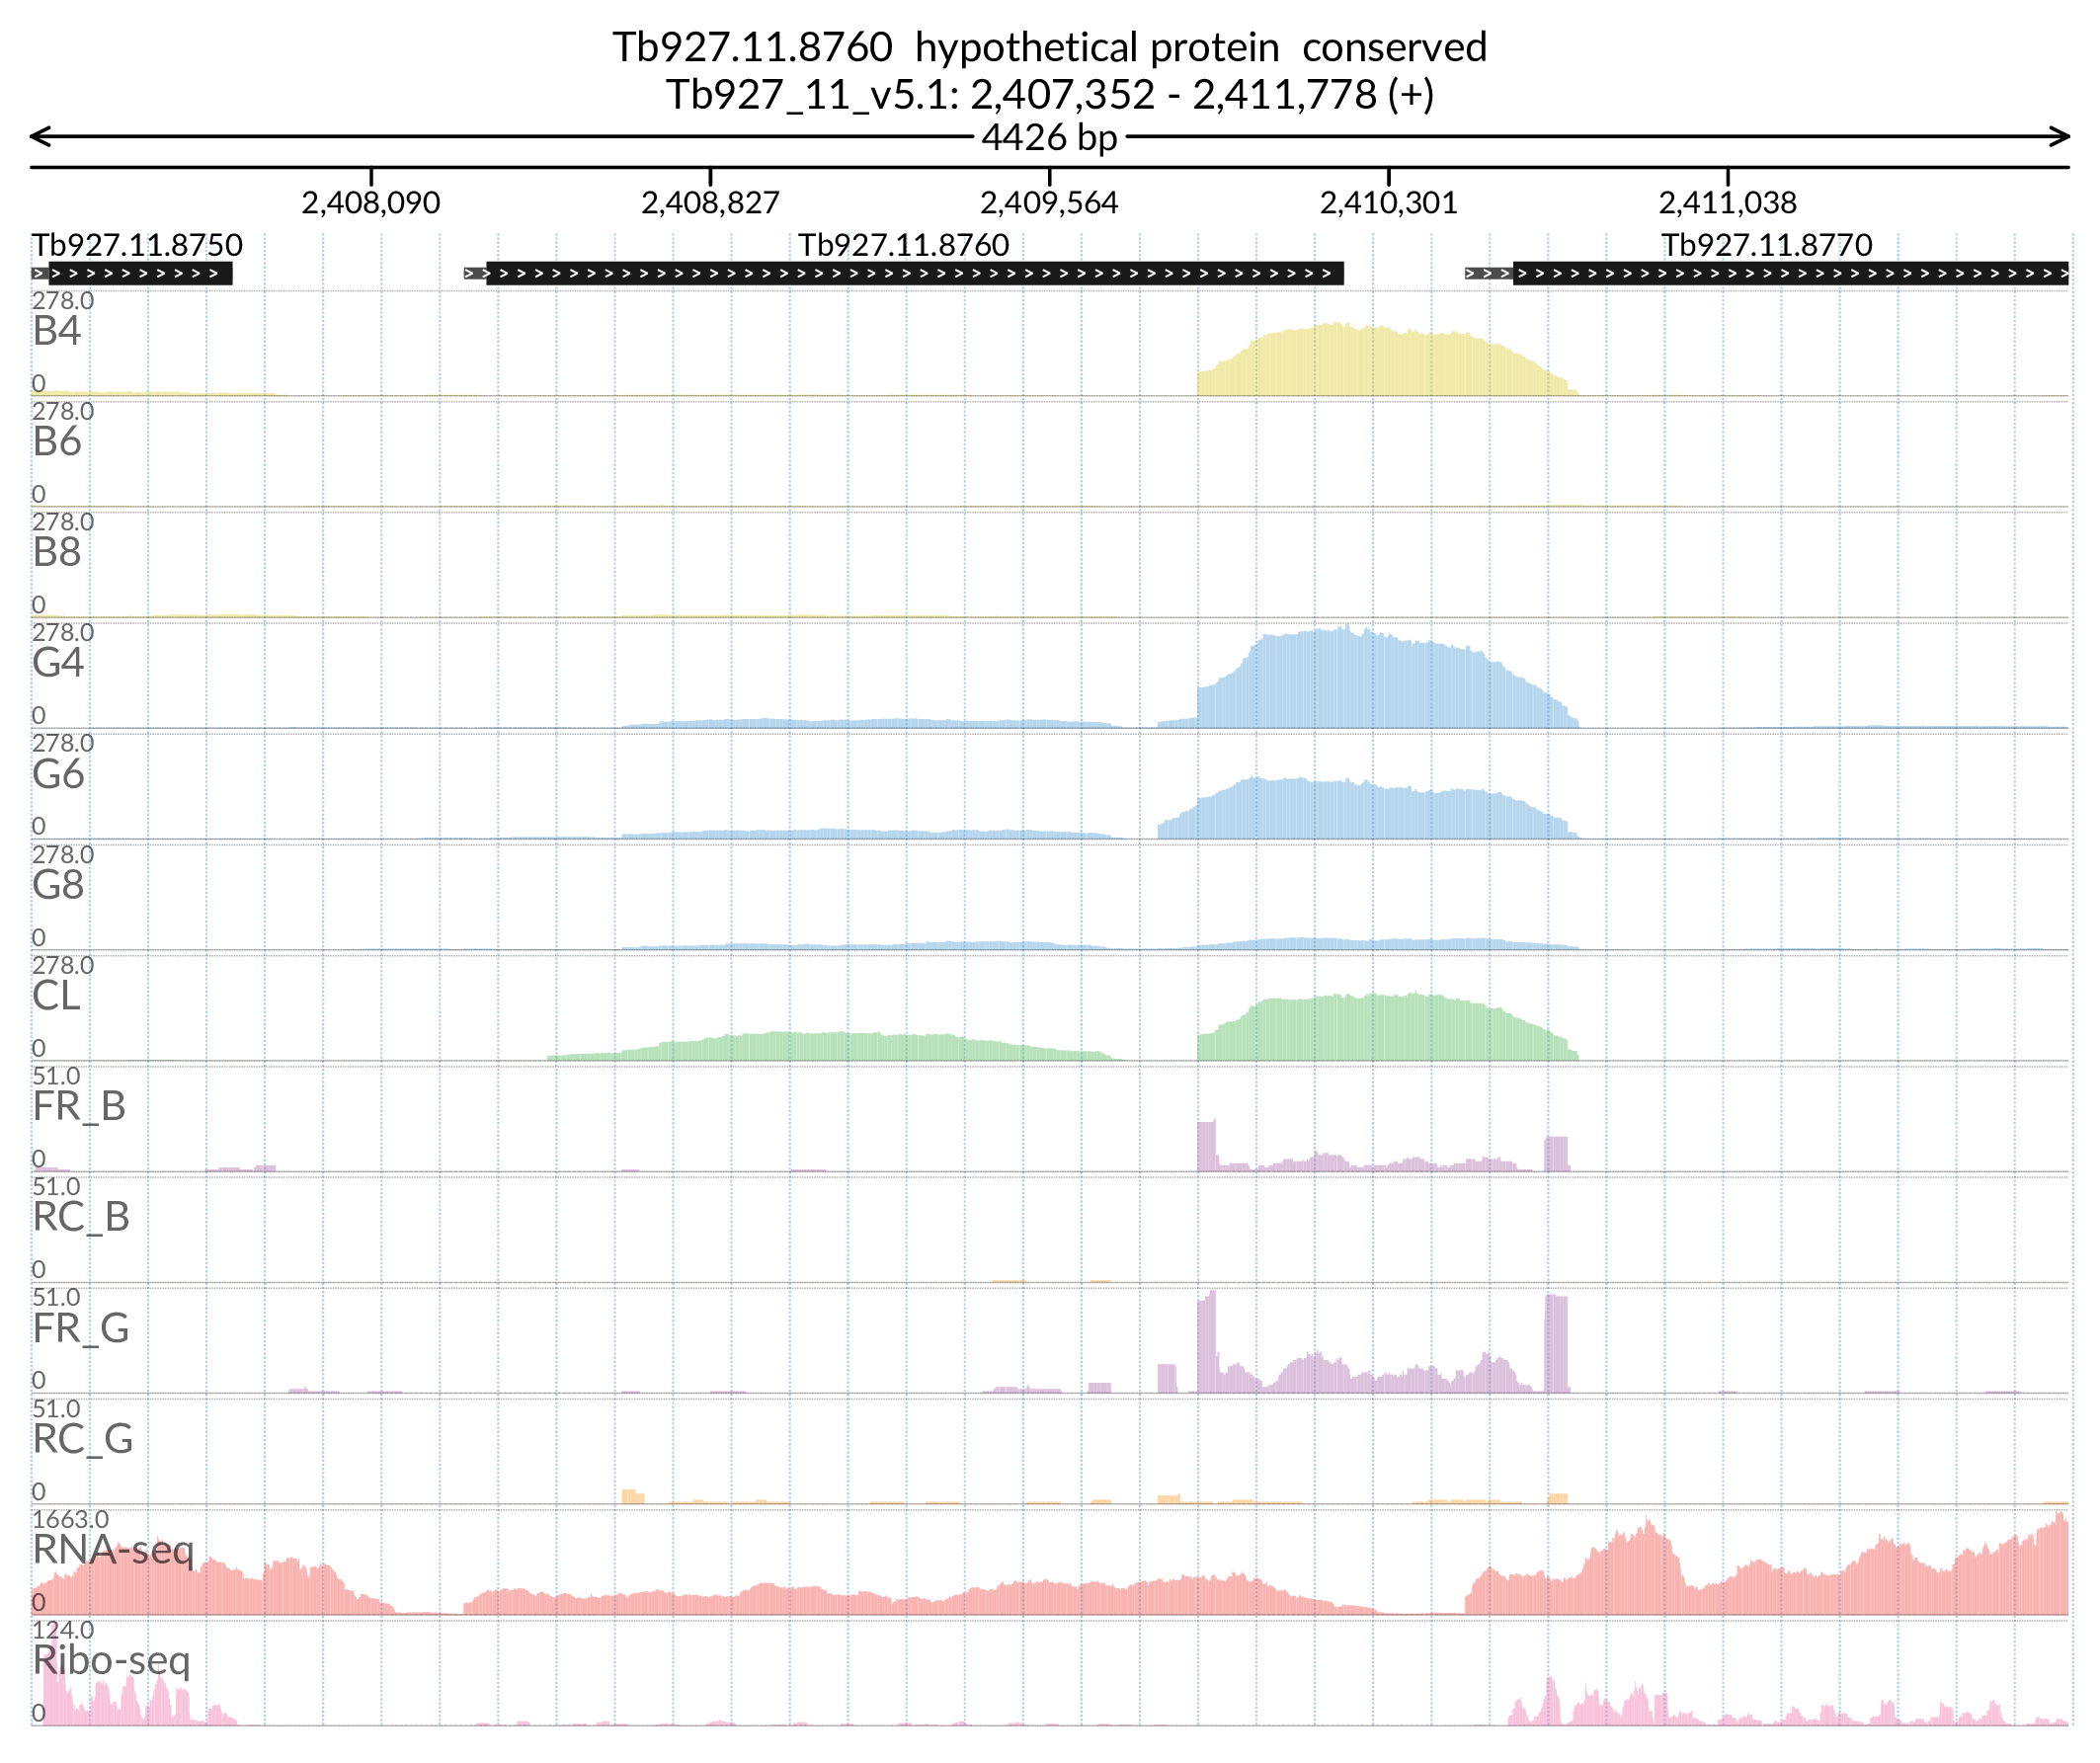 Tb927.11.8760 hypothetical protein conserved
Tb927_11_v5.1: 2,407,352 - 2,411,778 (+)
4426 bp
2,408,090 2,408,827 2,409,564 2,410,301 2,411,038
Tb927.11.8750 Tb927.11.8760 Tb927.11.8770
278.0
B4
0
278.0
B6
0
278.0
B8
0
278.0
G4
0
278.0
G6
0
278.0
G8
0
278.0
CL
0
51.0
FR_B
0
51.0
RC_B
0
51.0
FR_G
0
51.0
RC_G
0
1663.0
RNA-seq
0
124.0
Ribo-seq
0